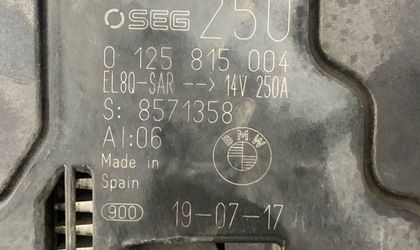 SEG 250
0 125 815 004
EL8Q-SAR --> 14V 250A
S: 8571358
AI:06
BMW
Made in
Spain
900 19-07-17